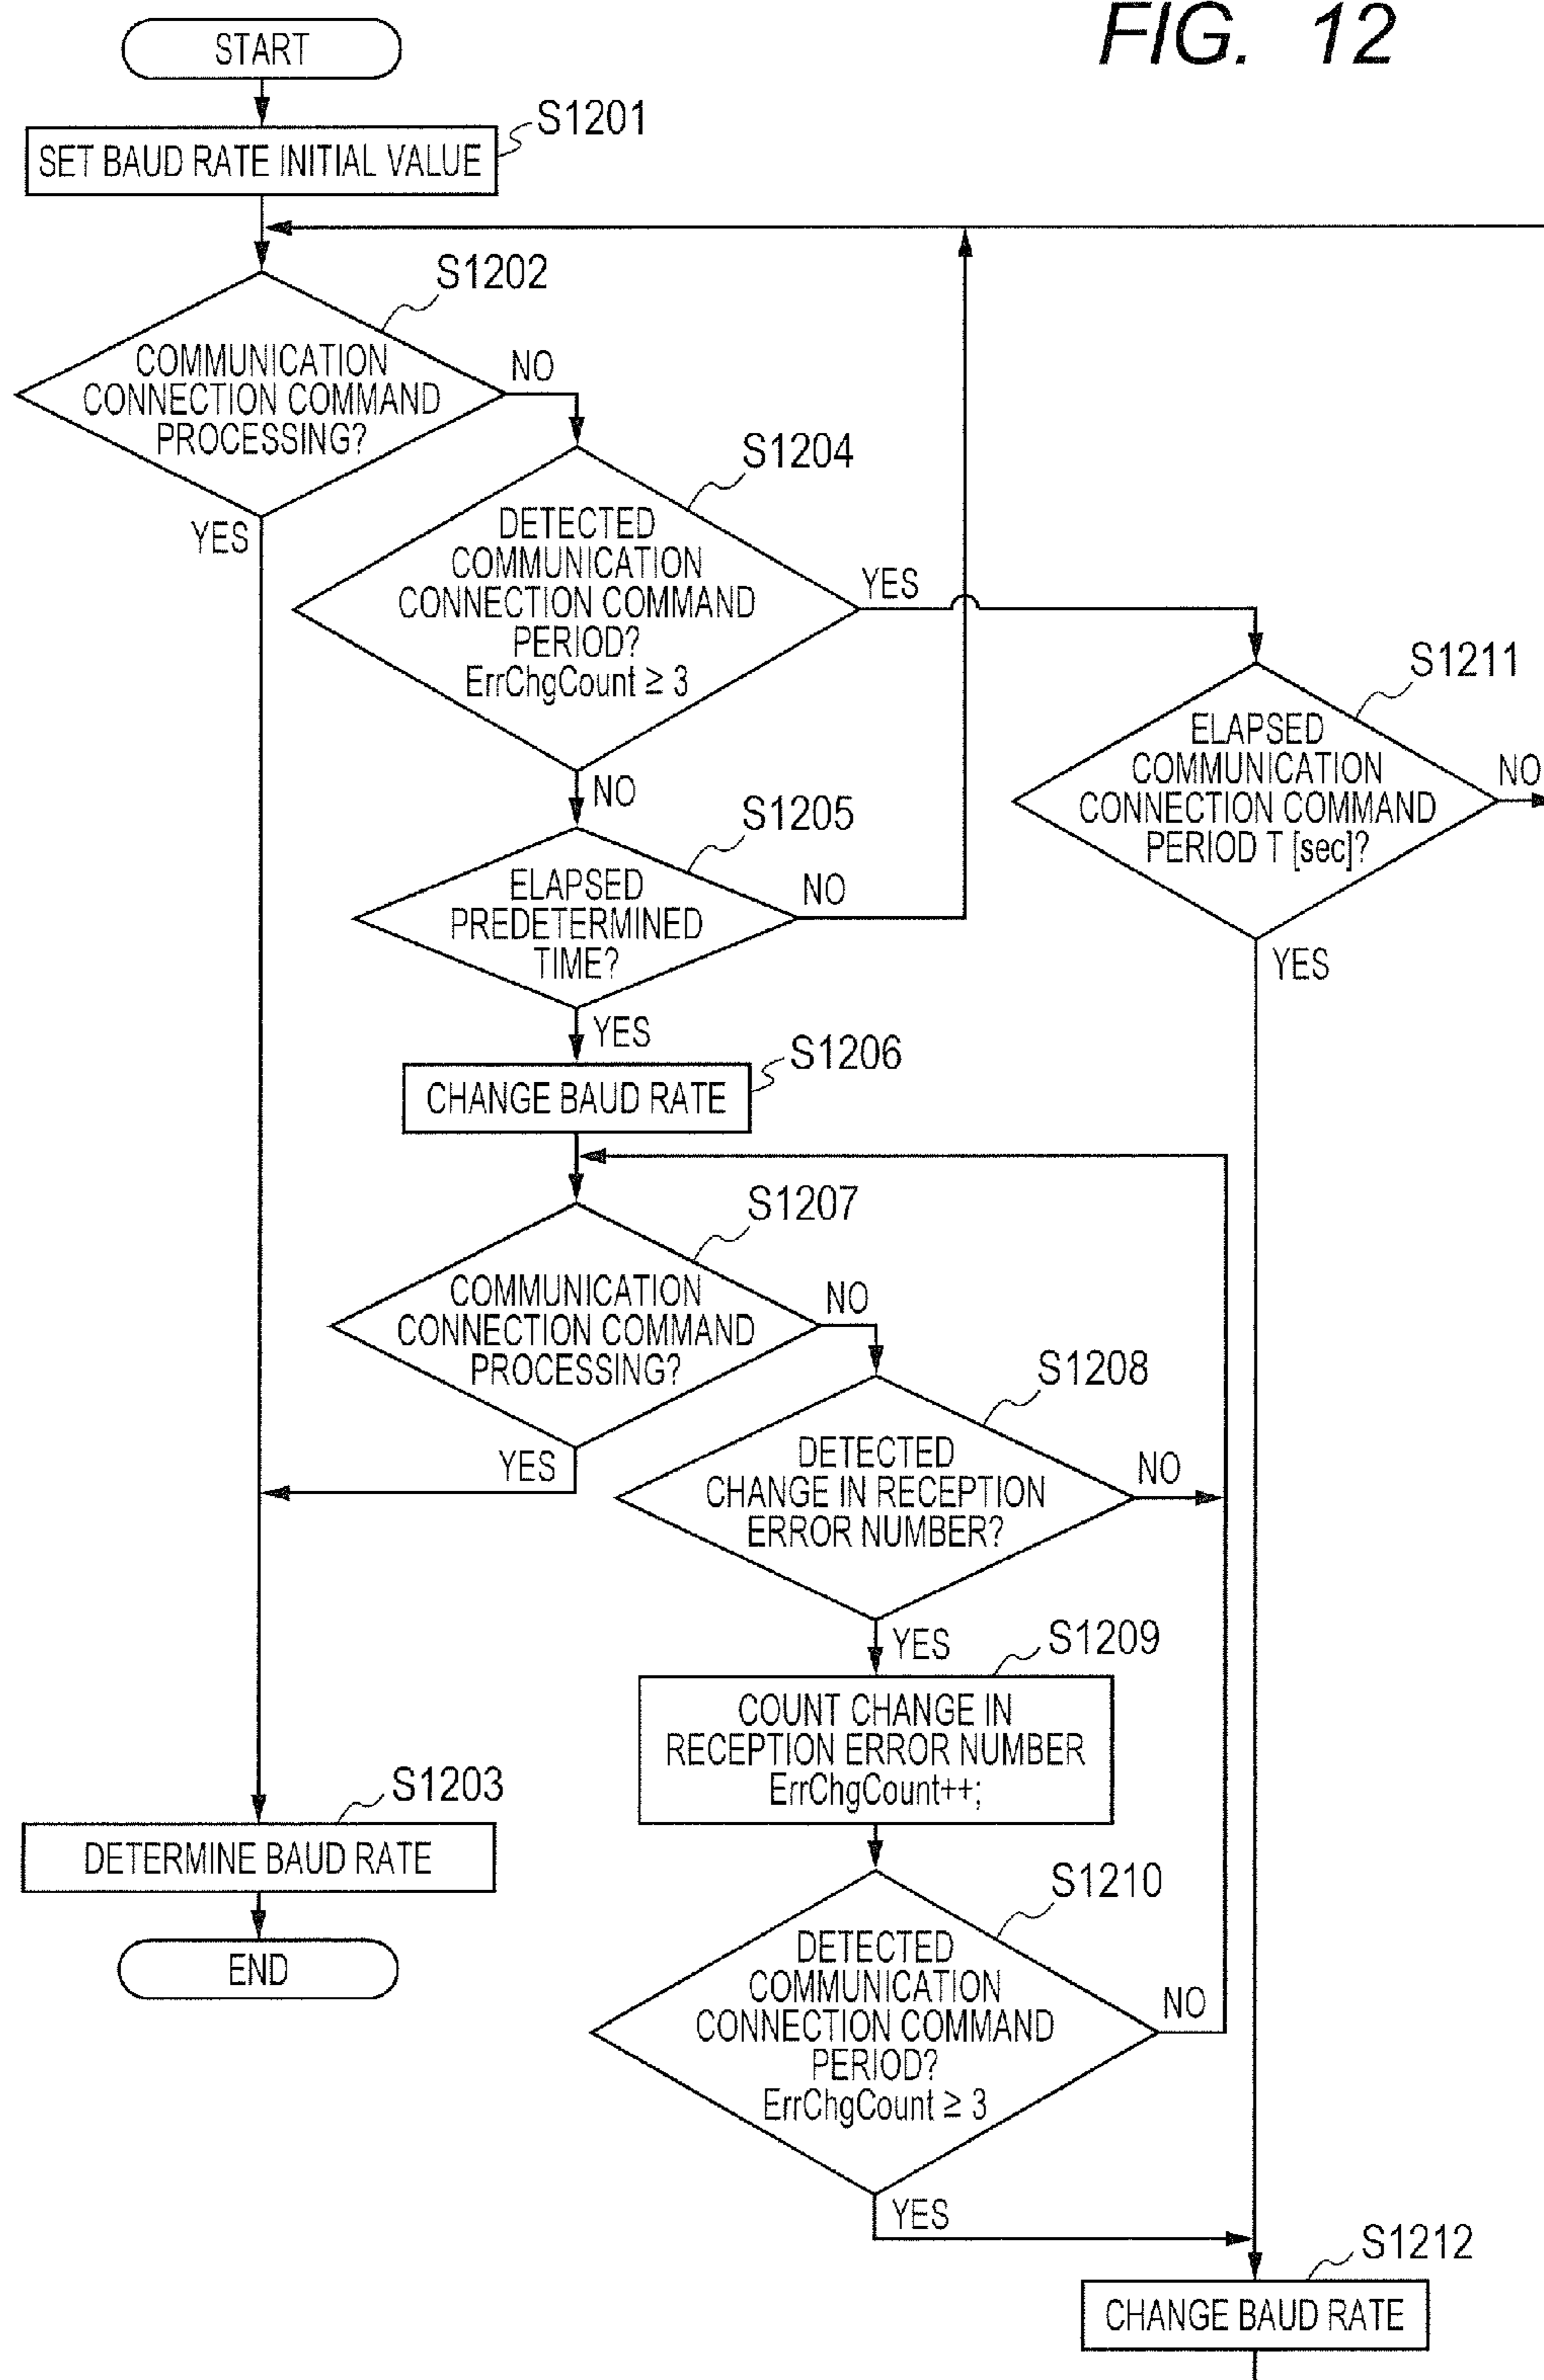 FIG. 12
START
S1201
SET BAUD RATE INITIAL VALUE
S1202
COMMUNICATION
CONNECTION COMMAND
PROCESSING?
NO
YES
S1204
DETECTED
COMMUNICATION
CONNECTION COMMAND
PERIOD?
ErrChgCount ≥ 3
YES
NO
S1211
ELAPSED
COMMUNICATION
CONNECTION COMMAND
PERIOD T [sec]?
NO
YES
S1205
ELAPSED
PREDETERMINED
TIME?
NO
YES
S1206
CHANGE BAUD RATE
S1207
COMMUNICATION
CONNECTION COMMAND
PROCESSING?
NO
YES
S1208
DETECTED
CHANGE IN RECEPTION
ERROR NUMBER?
NO
YES
S1209
COUNT CHANGE IN
RECEPTION ERROR NUMBER
ErrChgCount++;
S1203
DETERMINE BAUD RATE
END
S1210
DETECTED
COMMUNICATION
CONNECTION COMMAND
PERIOD?
ErrChgCount ≥ 3
NO
YES
S1212
CHANGE BAUD RATE